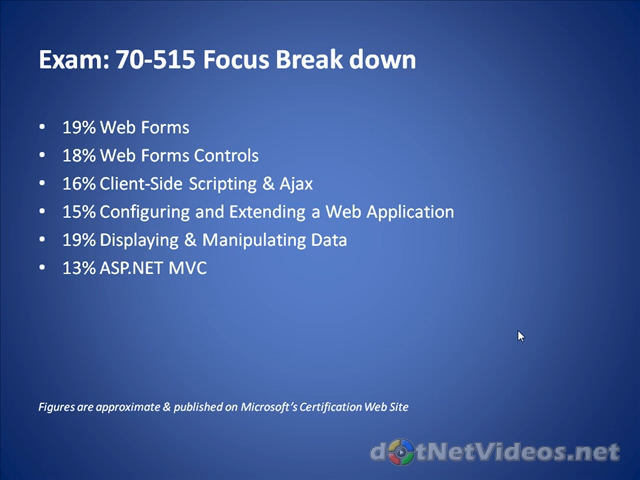 Exam: 70-515 Focus Break down
• 19% Web Forms
• 18% Web Forms Controls
• 16% Client-Side Scripting & Ajax
• 15% Configuring and Extending a Web Application
• 19% Displaying & Manipulating Data
• 13% ASP.NET MVC
Figures are approximate & published on Microsoft's Certification Web Site
dotNetVideos.net